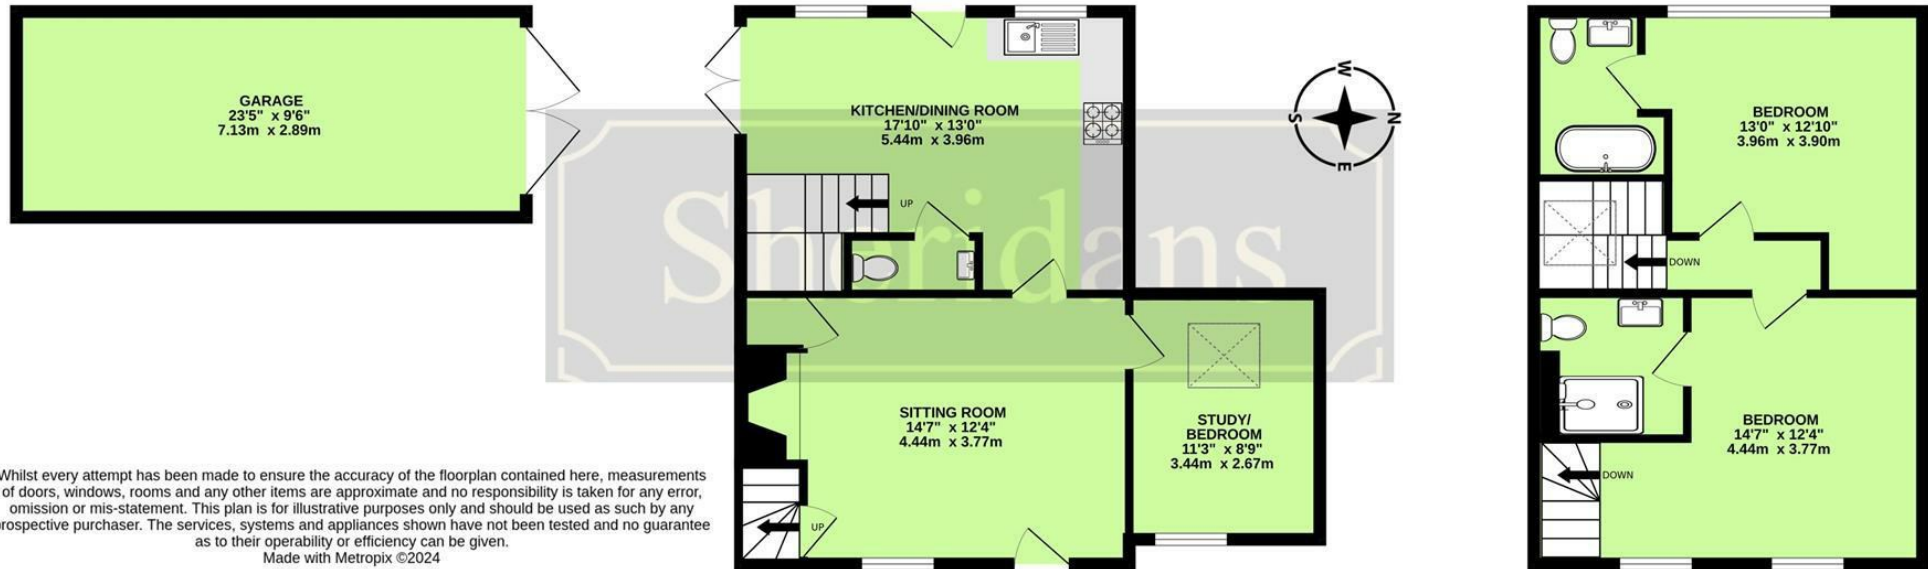 GARAGE
23'5" x 9'6"
7.13m x 2.89m
KITCHEN/DINING ROOM
17'10" x 13'0"
5.44m x 3.96m
UP
W
S
N
E
BEDROOM
13'0" x 12'10"
3.96m x 3.90m
DOWN
Sheridans
SITTING ROOM
14'7" x 12'4"
4.44m x 3.77m
UP
STUDY/
BEDROOM
11'3" x 8'9"
3.44m x 2.67m
BEDROOM
14'7" x 12'4"
4.44m x 3.77m
DOWN
Whilst every attempt has been made to ensure the accuracy of the floorplan contained here, measurements
of doors, windows, rooms and any other items are approximate and no responsibility is taken for any error,
omission or mis-statement. This plan is for illustrative purposes only and should be used as such by any
prospective purchaser. The services, systems and appliances shown have not been tested and no guarantee
as to their operability or efficiency can be given.
Made with Metropix ©2024